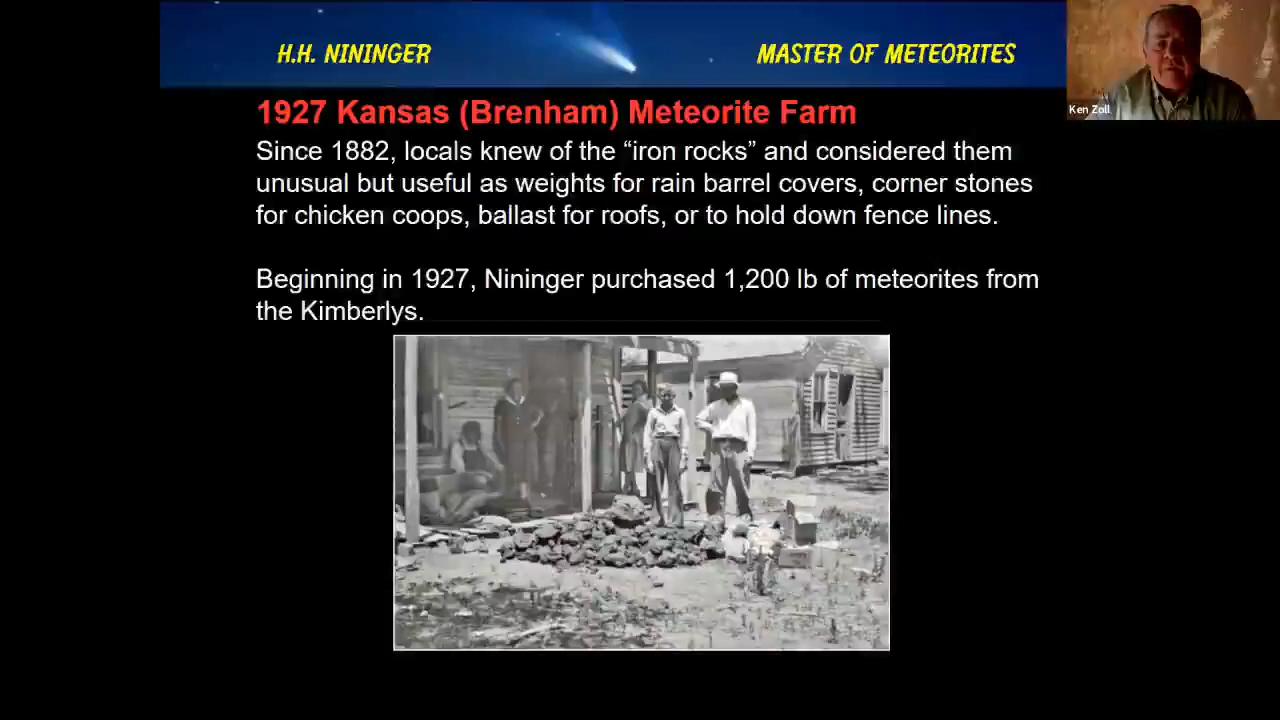 H.H. NININGER
MASTER OF METEORITES
Ken Zoll
1927 Kansas (Brenham) Meteorite Farm
Since 1882, locals knew of the “iron rocks” and considered them
unusual but useful as weights for rain barrel covers, corner stones
for chicken coops, ballast for roofs, or to hold down fence lines.
Beginning in 1927, Nininger purchased 1,200 lb of meteorites from
the Kimberlys.